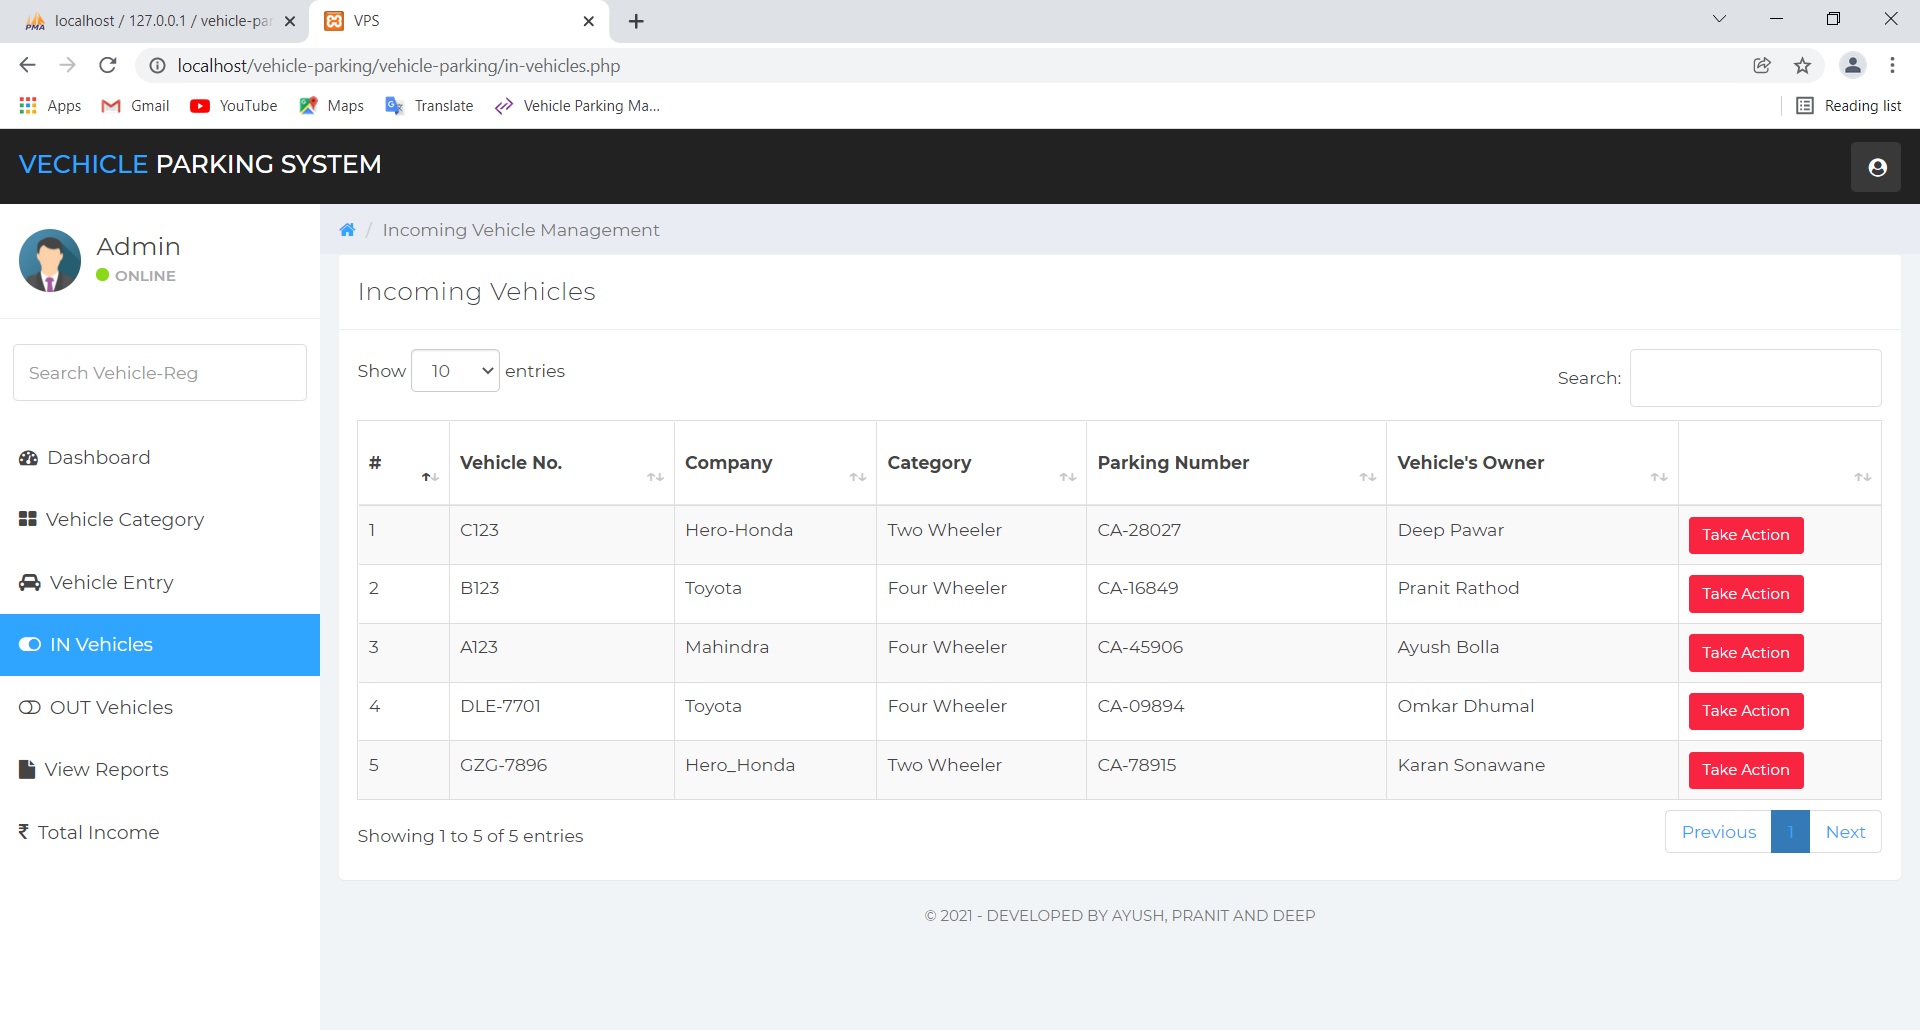 localhost / 127.0.0.1 / vehicle-par
VPS
localhost/vehicle-parking/vehicle-parking/in-vehicles.php
Apps Gmail YouTube Maps Translate Vehicle Parking Ma... Reading list
VECHICLE PARKING SYSTEM
Admin
ONLINE
Search Vehicle-Reg
Dashboard
Vehicle Category
Vehicle Entry
IN Vehicles
OUT Vehicles
View Reports
₹ Total Income
/ Incoming Vehicle Management
Incoming Vehicles
Show 10 entries
Search:
# Vehicle No. Company Category Parking Number Vehicle's Owner
1 C123 Hero-Honda Two Wheeler CA-28027 Deep Pawar Take Action
2 B123 Toyota Four Wheeler CA-16849 Pranit Rathod Take Action
3 A123 Mahindra Four Wheeler CA-45906 Ayush Bolla Take Action
4 DLE-7701 Toyota Four Wheeler CA-09894 Omkar Dhumal Take Action
5 GZG-7896 Hero_Honda Two Wheeler CA-78915 Karan Sonawane Take Action
Showing 1 to 5 of 5 entries
Previous 1 Next
© 2021 - DEVELOPED BY AYUSH, PRANIT AND DEEP